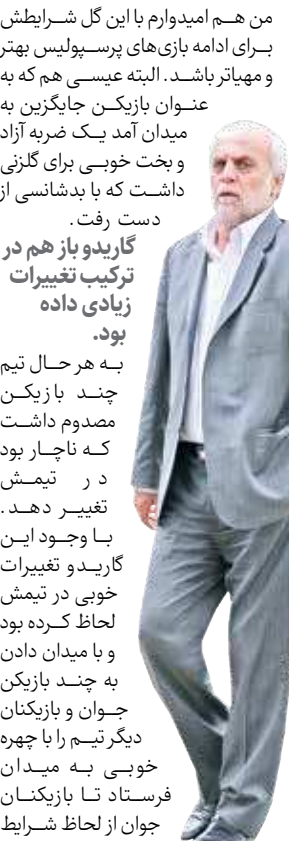 من هم امیدوارم با این گل شرایطش
برای ادامه بازی‌های پرسپولیس بهتر
و مهیاتر باشد. البته عیسی هم که به
عنوان بازیکن جایگزین به
میدان آمد یک ضربه آزاد
و بخت خوبی برای گلزنی
داشت که با بدشانسی از
دست رفت.
گاریدو باز هم در
ترکیب تغییرات
زیادی داده
بود.
به هر حال تیم
چند بازیکن
مصدوم داشت
که ناچار بود
در تیمش
تغییر دهد.
با وجود این
گاریدو تغییرات
خوبی در تیمش
لحاظ کرده بود
و با میدان دادن
به چند بازیکن
جوان و بازیکنان
دیگر تیم را با چهره
خوبی به میدان
فرستاد تا بازیکنان
جوان از لحاظ شرایط